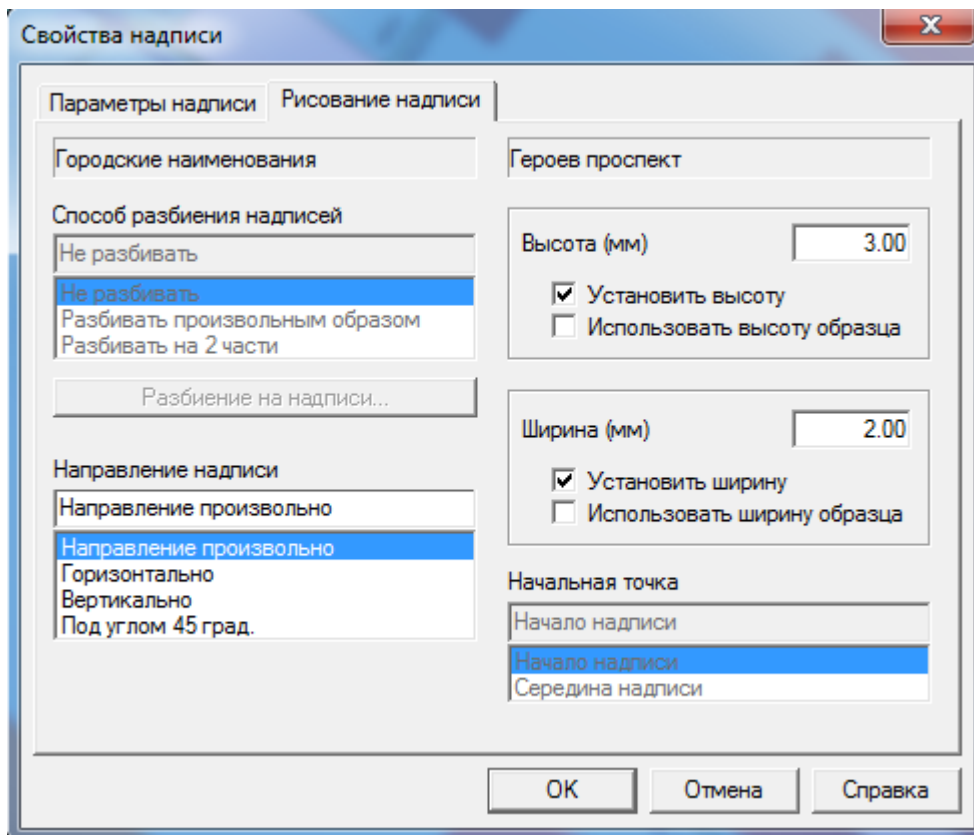 Свойства надписи
Параметры надписи
Рисование надписи
Городские наименования
Способ разбиения надписей
Не разбивать
Не разбивать
Разбивать произвольным образом
Разбивать на 2 части
Разбиение на надписи...
Направление надписи
Направление произвольно
Направление произвольно
Горизонтально
Вертикально
Под углом 45 град.
Героев проспект
Высота (мм) 3.00
Установить высоту
Использовать высоту образца
Ширина (мм) 2.00
Установить ширину
Использовать ширину образца
Начальная точка
Начало надписи
Начало надписи
Середина надписи
OK Отмена Справка